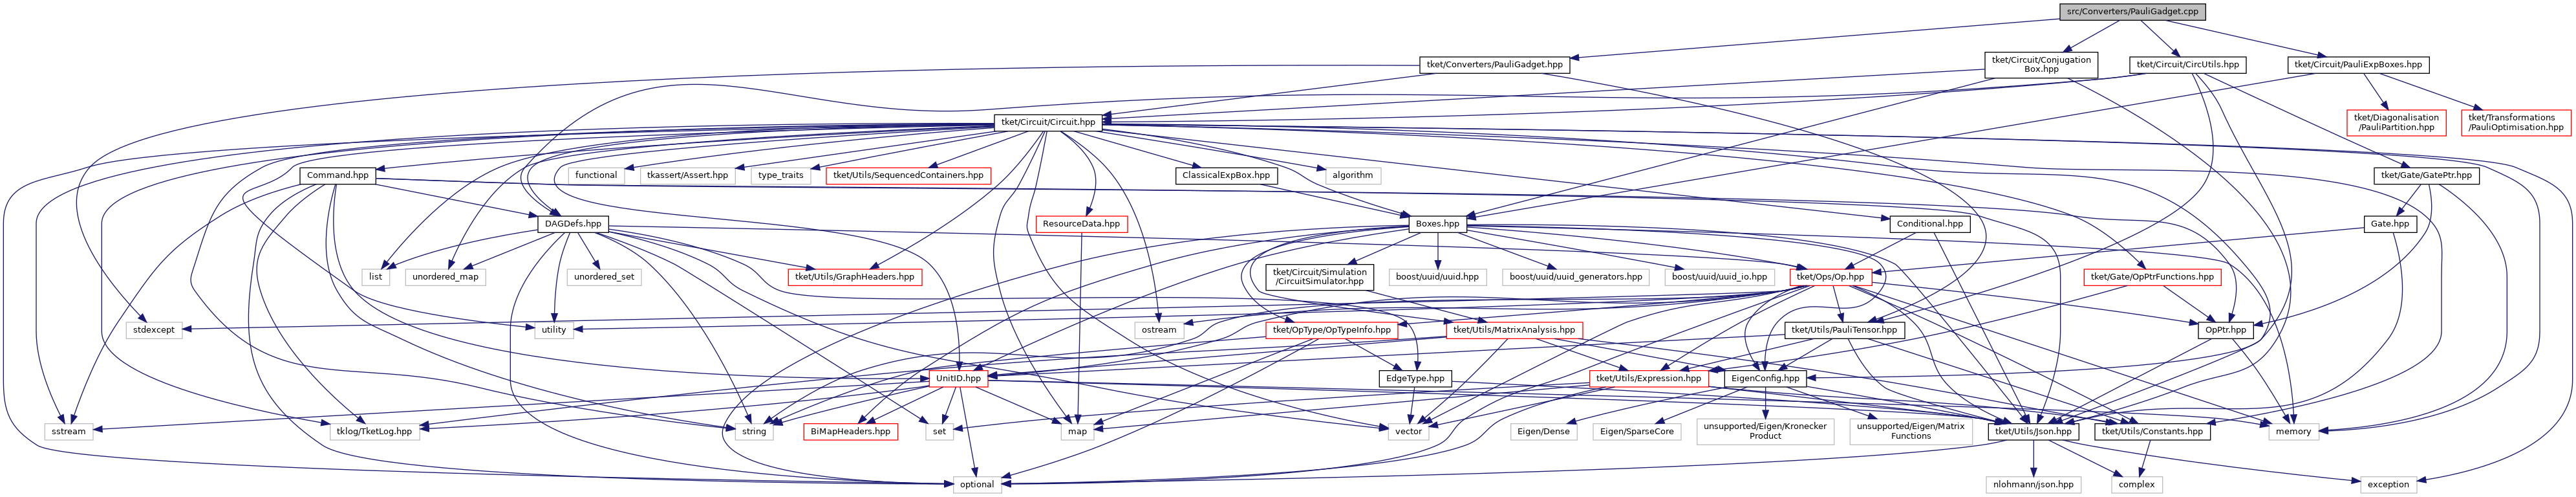 src/Converters/PauliGadget.cpp
tket/Converters/PauliGadget.hpp
tket/Circuit/Conjugation
Box.hpp
tket/Circuit/CircUtils.hpp
tket/Circuit/PauliExpBoxes.hpp
tket/Circuit/Circuit.hpp
tket/Diagonalisation
/PauliPartition.hpp
tket/Transformations
/PauliOptimisation.hpp
Command.hpp
functional
tkassert/Assert.hpp
type_traits
tket/Utils/SequencedContainers.hpp
ClassicalExpBox.hpp
algorithm
tket/Gate/GatePtr.hpp
DAGDefs.hpp
ResourceData.hpp
Boxes.hpp
Conditional.hpp
Gate.hpp
list
unordered_map
unordered_set
tket/Utils/GraphHeaders.hpp
tket/Circuit/Simulation
/CircuitSimulator.hpp
boost/uuid/uuid.hpp
boost/uuid/uuid_generators.hpp
boost/uuid/uuid_io.hpp
tket/Ops/Op.hpp
tket/Gate/OpPtrFunctions.hpp
stdexcept
utility
ostream
tket/OpType/OpTypeInfo.hpp
tket/Utils/MatrixAnalysis.hpp
tket/Utils/PauliTensor.hpp
OpPtr.hpp
UnitID.hpp
EdgeType.hpp
tket/Utils/Expression.hpp
EigenConfig.hpp
sstream
tklog/TketLog.hpp
string
BiMapHeaders.hpp
set
map
vector
Eigen/Dense
Eigen/SparseCore
unsupported/Eigen/Kronecker
Product
unsupported/Eigen/Matrix
Functions
tket/Utils/Json.hpp
tket/Utils/Constants.hpp
memory
optional
nlohmann/json.hpp
complex
exception